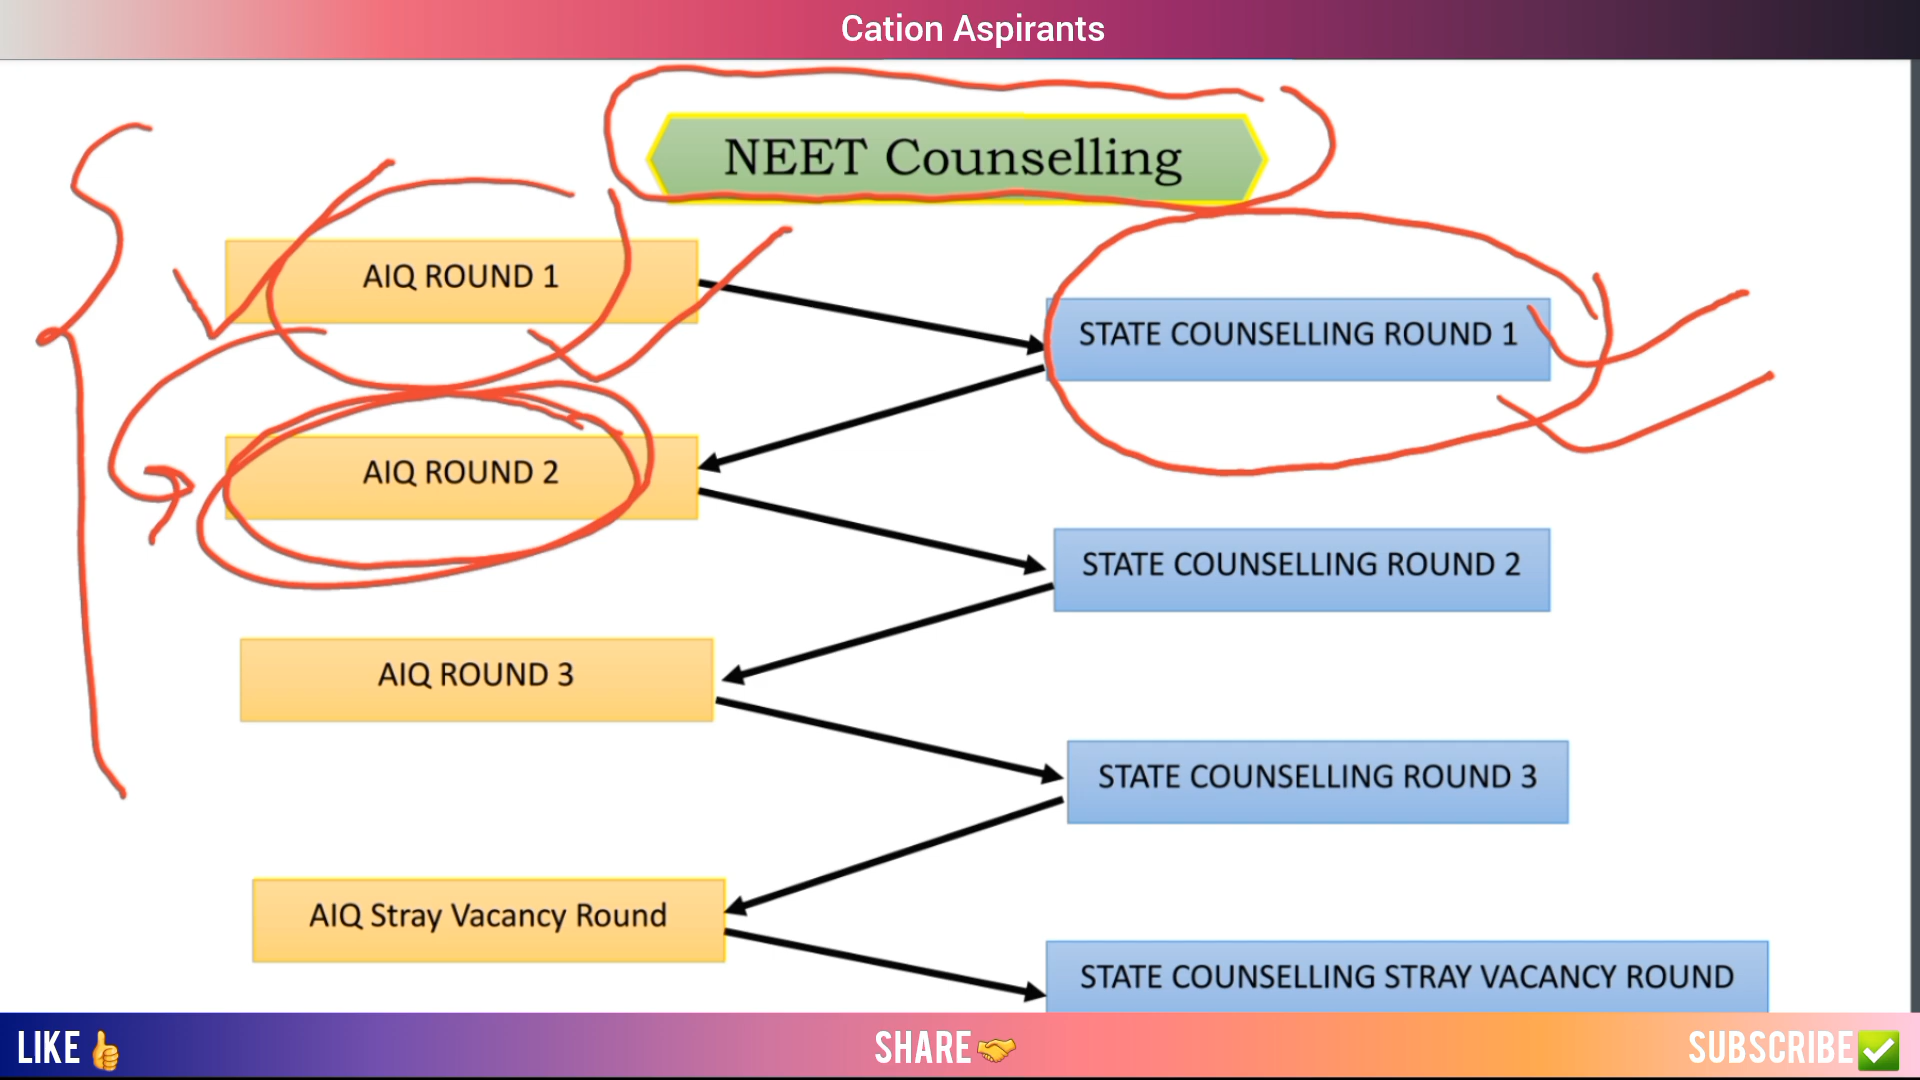 Cation Aspirants
NEET Counselling
AIQ ROUND 1
STATE COUNSELLING ROUND 1
AIQ ROUND 2
STATE COUNSELLING ROUND 2
AIQ ROUND 3
STATE COUNSELLING ROUND 3
AIQ Stray Vacancy Round
STATE COUNSELLING STRAY VACANCY ROUND
LIKE👍 SHARE🤝 SUBSCRIBE✅